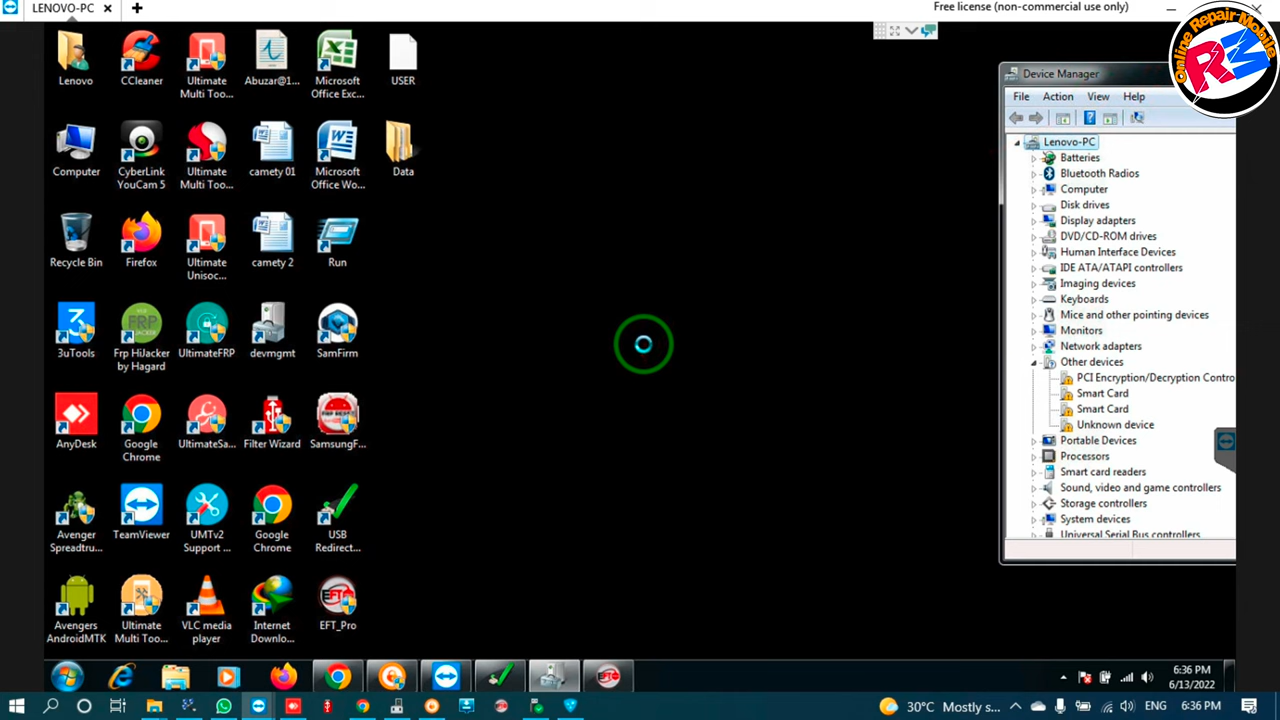 LENOVO-PC
Free license (non-commercial use only)
Online Repair Mobile
RM
Lenovo
CCleaner
Ultimate
Multi Too...
Abuzar@1...
Microsoft
Office Exc...
USER
Computer
CyberLink
YouCam 5
Ultimate
Multi Too...
camety 01
Microsoft
Office Wo...
Data
Recycle Bin
Firefox
Ultimate
Unisoc...
camety 2
Run
3uTools
Frp HiJacker
by Hagard
UltimateFRP
devmgmt
SamFirm
AnyDesk
Google
Chrome
UltimateSa...
Filter Wizard
SamsungF...
Avenger
Spreadtru...
TeamViewer
UMTv2
Support ...
Google
Chrome
USB
Redirect...
Avengers
AndroidMTK
Ultimate
Multi Too...
VLC media
player
Internet
Downlo...
EFT_Pro
Device Manager
File Action View Help
Lenovo-PC
Batteries
Bluetooth Radios
Computer
Disk drives
Display adapters
DVD/CD-ROM drives
Human Interface Devices
IDE ATA/ATAPI controllers
Imaging devices
Keyboards
Mice and other pointing devices
Monitors
Network adapters
Other devices
PCI Encryption/Decryption Contro
Smart Card
Smart Card
Unknown device
Portable Devices
Processors
Smart card readers
Sound, video and game controllers
Storage controllers
System devices
Universal Serial Bus controllers
6:36 PM
6/13/2022
30°C Mostly s... ENG 6:36 PM